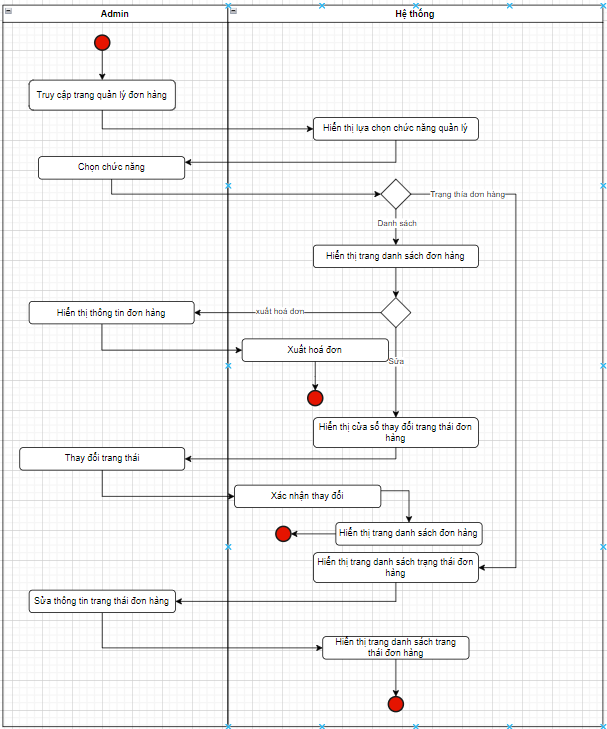 Admin
Hệ thống
Truy cập trang quản lý đơn hàng
Hiển thị lựa chọn chức năng quản lý
Chọn chức năng
Trạng thía đơn hàng
Danh sách
Hiển thị trang danh sách đơn hàng
xuất hoá đơn
Hiển thị thông tin đơn hàng
Xuất hoá đơn
Sửa
Hiển thị cửa sổ thay đổi trạng thái đơn
hàng
Thay đổi trạng thái
Xác nhận thay đổi
Hiển thị trang danh sách đơn hàng
Hiển thị trang danh sách trạng thái đơn
hàng
Sửa thông tin trạng thái đơn hàng
Hiển thị trang danh sách trang
thái đơn hàng